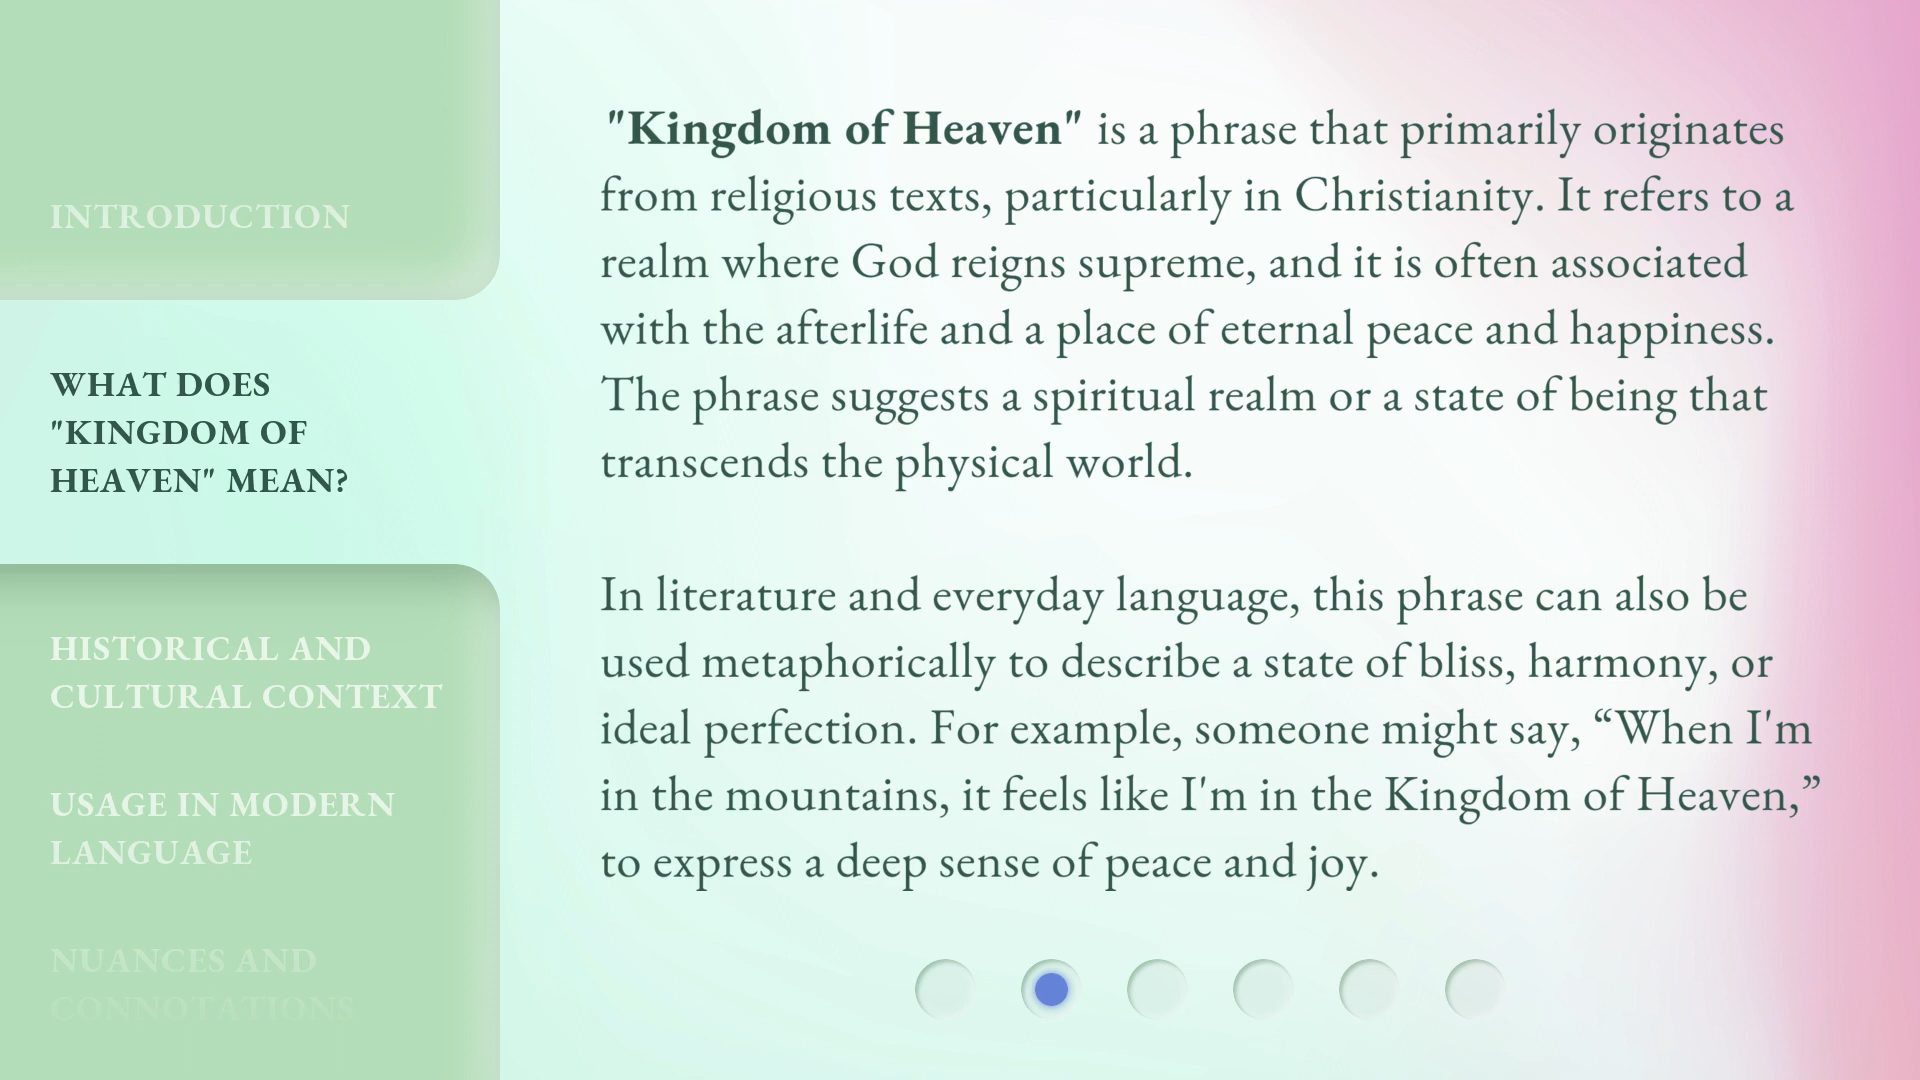 INTRODUCTION
WHAT DOES
"KINGDOM OF
HEAVEN" MEAN?
HISTORICAL AND
CULTURAL CONTEXT
USAGE IN MODERN
LANGUAGE
NUANCES AND
CONNOTATIONS
"Kingdom of Heaven" is a phrase that primarily originates
from religious texts, particularly in Christianity. It refers to a
realm where God reigns supreme, and it is often associated
with the afterlife and a place of eternal peace and happiness.
The phrase suggests a spiritual realm or a state of being that
transcends the physical world.
In literature and everyday language, this phrase can also be
used metaphorically to describe a state of bliss, harmony, or
ideal perfection. For example, someone might say, “When I'm
in the mountains, it feels like I'm in the Kingdom of Heaven,”
to express a deep sense of peace and joy.